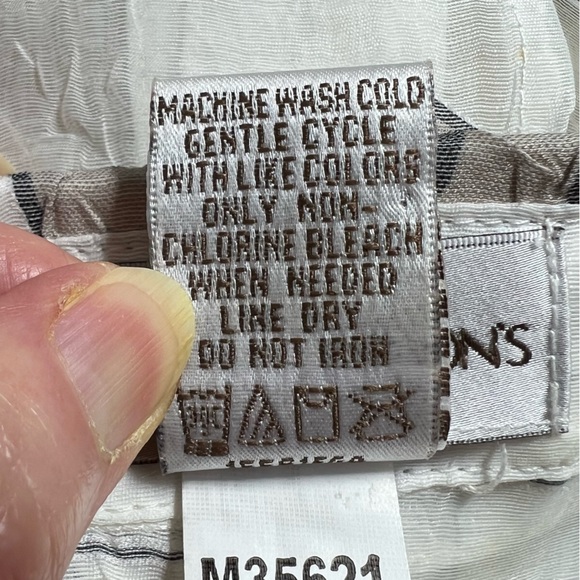 MACHINE WASH COLD
GENTLE CYCLE
WITH LIKE COLORS
ONLY NON-
CHLORINE BLEACH
WHEN NEEDED
LINE DRY
DO NOT IRON
ON'S
M35621